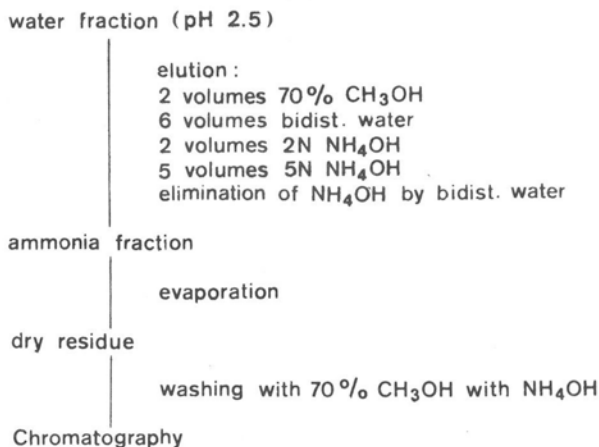 water fraction (pH 2.5)
elution:
2 volumes 70% CH₃OH
6 volumes bidist. water
2 volumes 2N NH₄OH
5 volumes 5N NH₄OH
elimination of NH₄OH by bidist. water
ammonia fraction
evaporation
dry residue
washing with 70% CH₃OH with NH₄OH
Chromatography